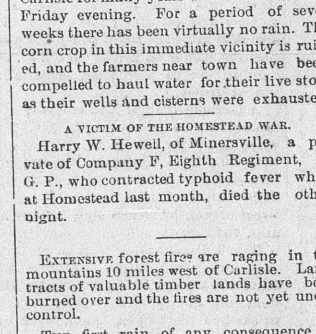 Friday evening. For a period of sev
weeks there has been virtually no rain. T
corn crop in this immediate vicinity is rui
ed, and the farmers near town have bee
compelled to haul water for their live sto
as their wells and cisterns were exhauste
A VICTIM OF THE HOMESTEAD WAR.
Harry W. Hewell, of Minersville, a p
vate of Company F, Eighth Regiment,
G. P., who contracted typhoid fever wh
at Homestead last month, died the oth
night.
EXTENSIVE forest fires are raging in t
mountains 10 miles west of Carlisle. La
tracts of valuable timber lands have be
burned over and the fires are not yet un
control.